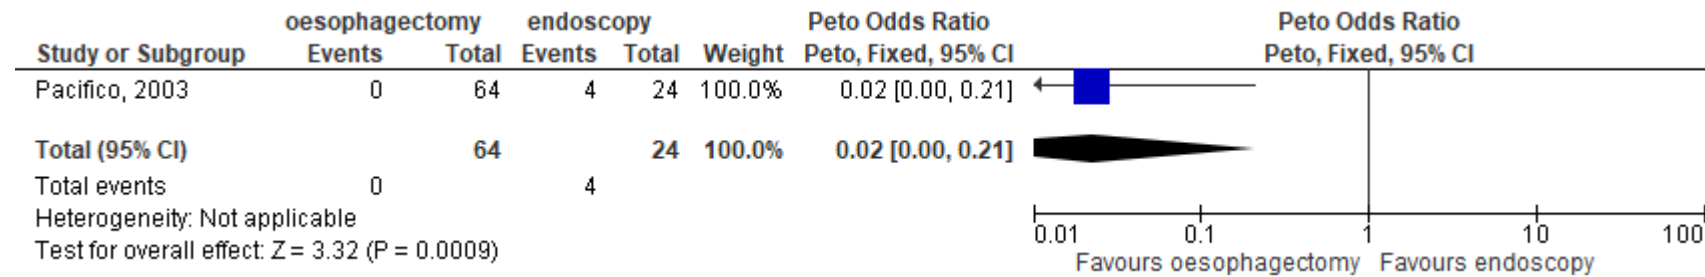 oesophagectomy endoscopy Peto Odds Ratio Peto Odds Ratio
Study or Subgroup Events Total Events Total Weight Peto, Fixed, 95% CI Peto, Fixed, 95% CI
Pacifico, 2003 0 64 4 24 100.0% 0.02 [0.00, 0.21]
Total (95% CI) 64 24 100.0% 0.02 [0.00, 0.21]
Total events 0 4
Heterogeneity: Not applicable
Test for overall effect: Z = 3.32 (P = 0.0009)
0.01 0.1 1 10 100
Favours oesophagectomy Favours endoscopy